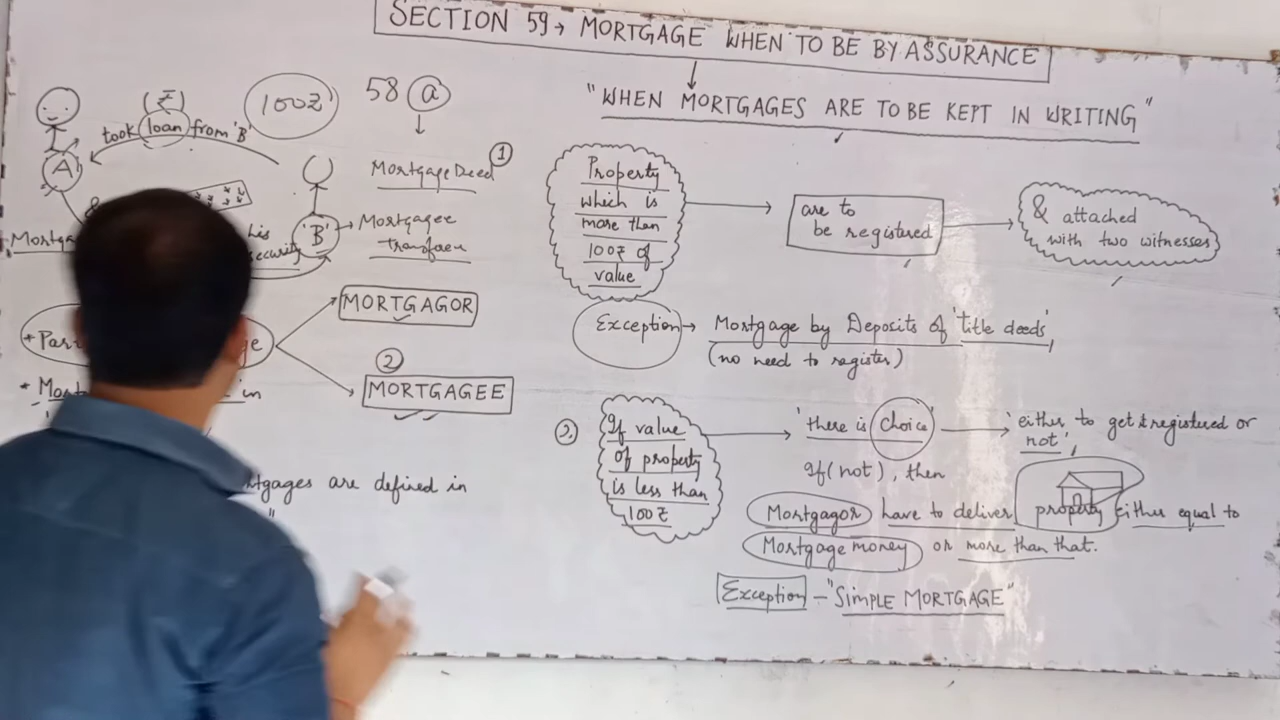 SECTION 59→ MORTGAGE WHEN TO BE BY ASSURANCE
"WHEN MORTGAGES ARE TO BE KEPT IN WRITING"
(₹)
took loan from 'B'
100₹
58 (a)
A
&
his
security
'B'
Mortgage Deed ①
Mortgagee
MORTGAGOR
②
MORTGAGEE
in
are defined in
Property
which is
more than
100₹ of
value
are to
be registered
& attached
with two witnesses
Exception → Mortgage by Deposits of 'title deeds'
(no need to register)
2.
If value
of property
is less than
100₹
'there is choice'
'either to get it registered or
not'
If (not), then
Mortgagor have to deliver property either equal to
Mortgage money or more than that.
Exception – "SIMPLE MORTGAGE"